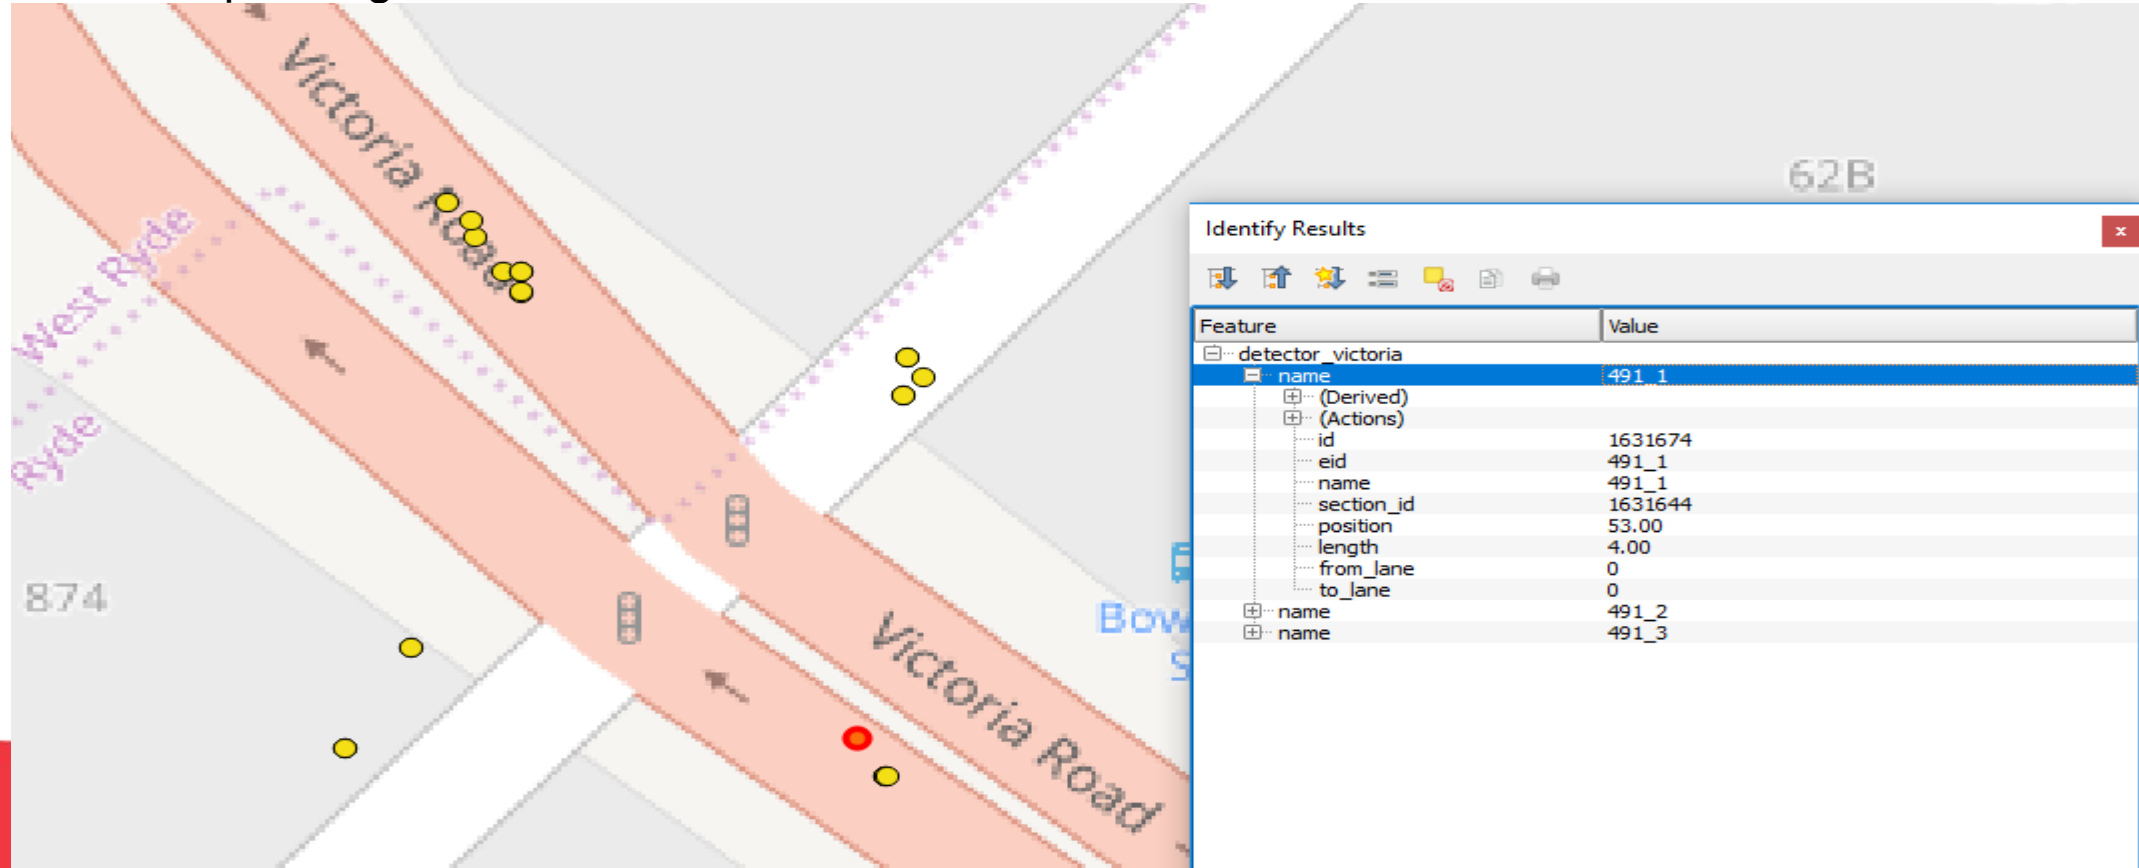 Victoria Road
62B
West Ryde
Ryde
874
Bow
S
Victoria Road
Identify Results
Feature Value
detector_victoria
name 491_1
(Derived)
(Actions)
id 1631674
eid 491_1
name 491_1
section_id 1631644
position 53.00
length 4.00
from_lane 0
to_lane 0
name 491_2
name 491_3